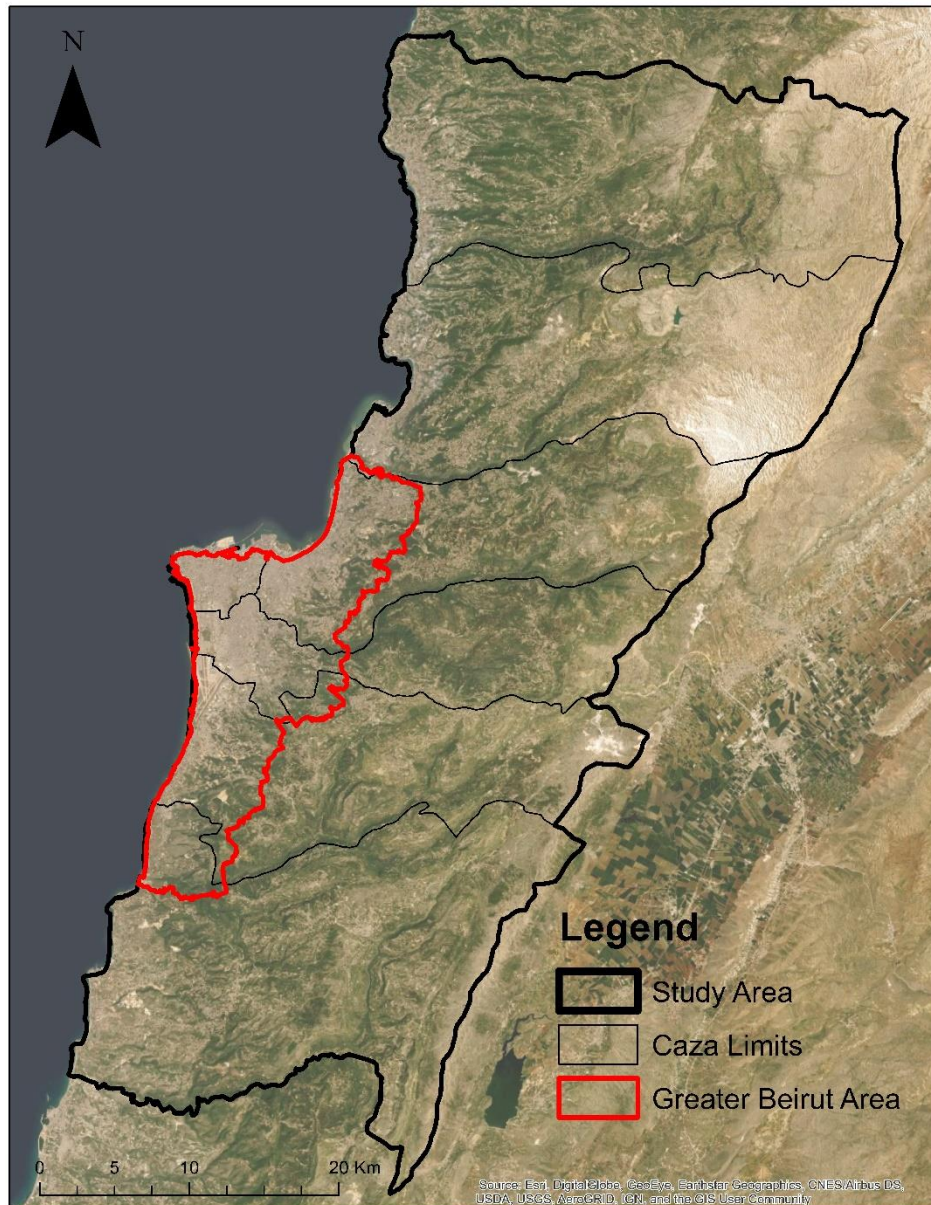 N
Legend
Study Area
Caza Limits
Greater Beirut Area
0 5 10 20 Km
Source: Esri, DigitalGlobe, GeoEye, Earthstar Geographics, CNES/Airbus DS,
USDA, USGS, AeroGRID, IGN, and the GIS User Community